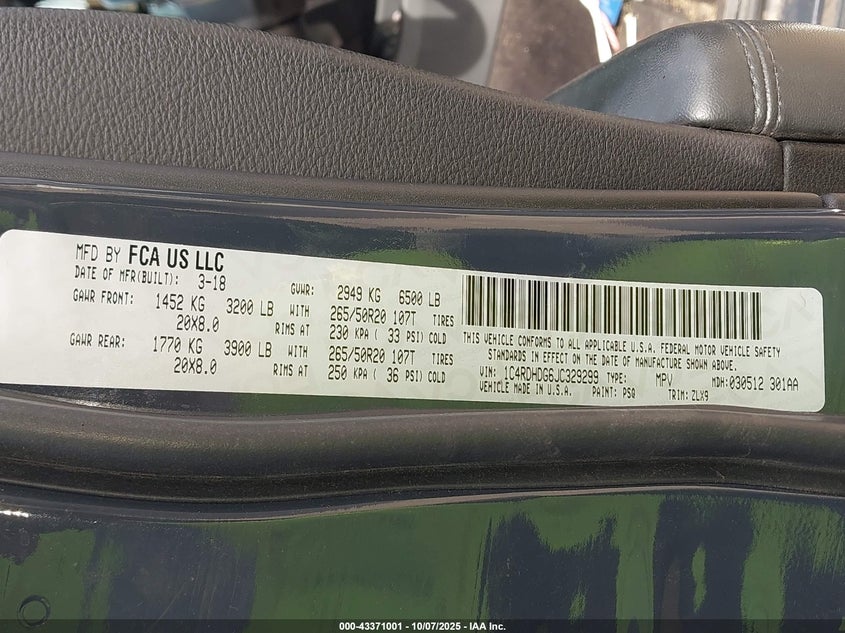 MFD BY FCA US LLC
DATE OF MFR(BUILT): 3-18 GVWR: 2949 KG 6500 LB
GAWR FRONT: 1452 KG 3200 LB WITH 265/50R20 107T TIRES
20X8.0 RIMS AT 230 KPA ( 33 PSI) COLD
GAWR REAR: 1770 KG 3900 LB WITH 265/50R20 107T TIRES
20X8.0 RIMS AT 250 KPA ( 36 PSI) COLD
THIS VEHICLE CONFORMS TO ALL APPLICABLE U.S.A. FEDERAL MOTOR VEHICLE SAFETY
STANDARDS IN EFFECT ON THE DATE OF MANUFACTURE SHOWN ABOVE.
VIN: 1C4RDHDG6JC329299 TYPE: MPV MDH:030512 301AA
VEHICLE MADE IN U.S.A. PAINT: PSQ TRIM: ZLX9
000-43371001 - 10/07/2025 - IAA Inc.